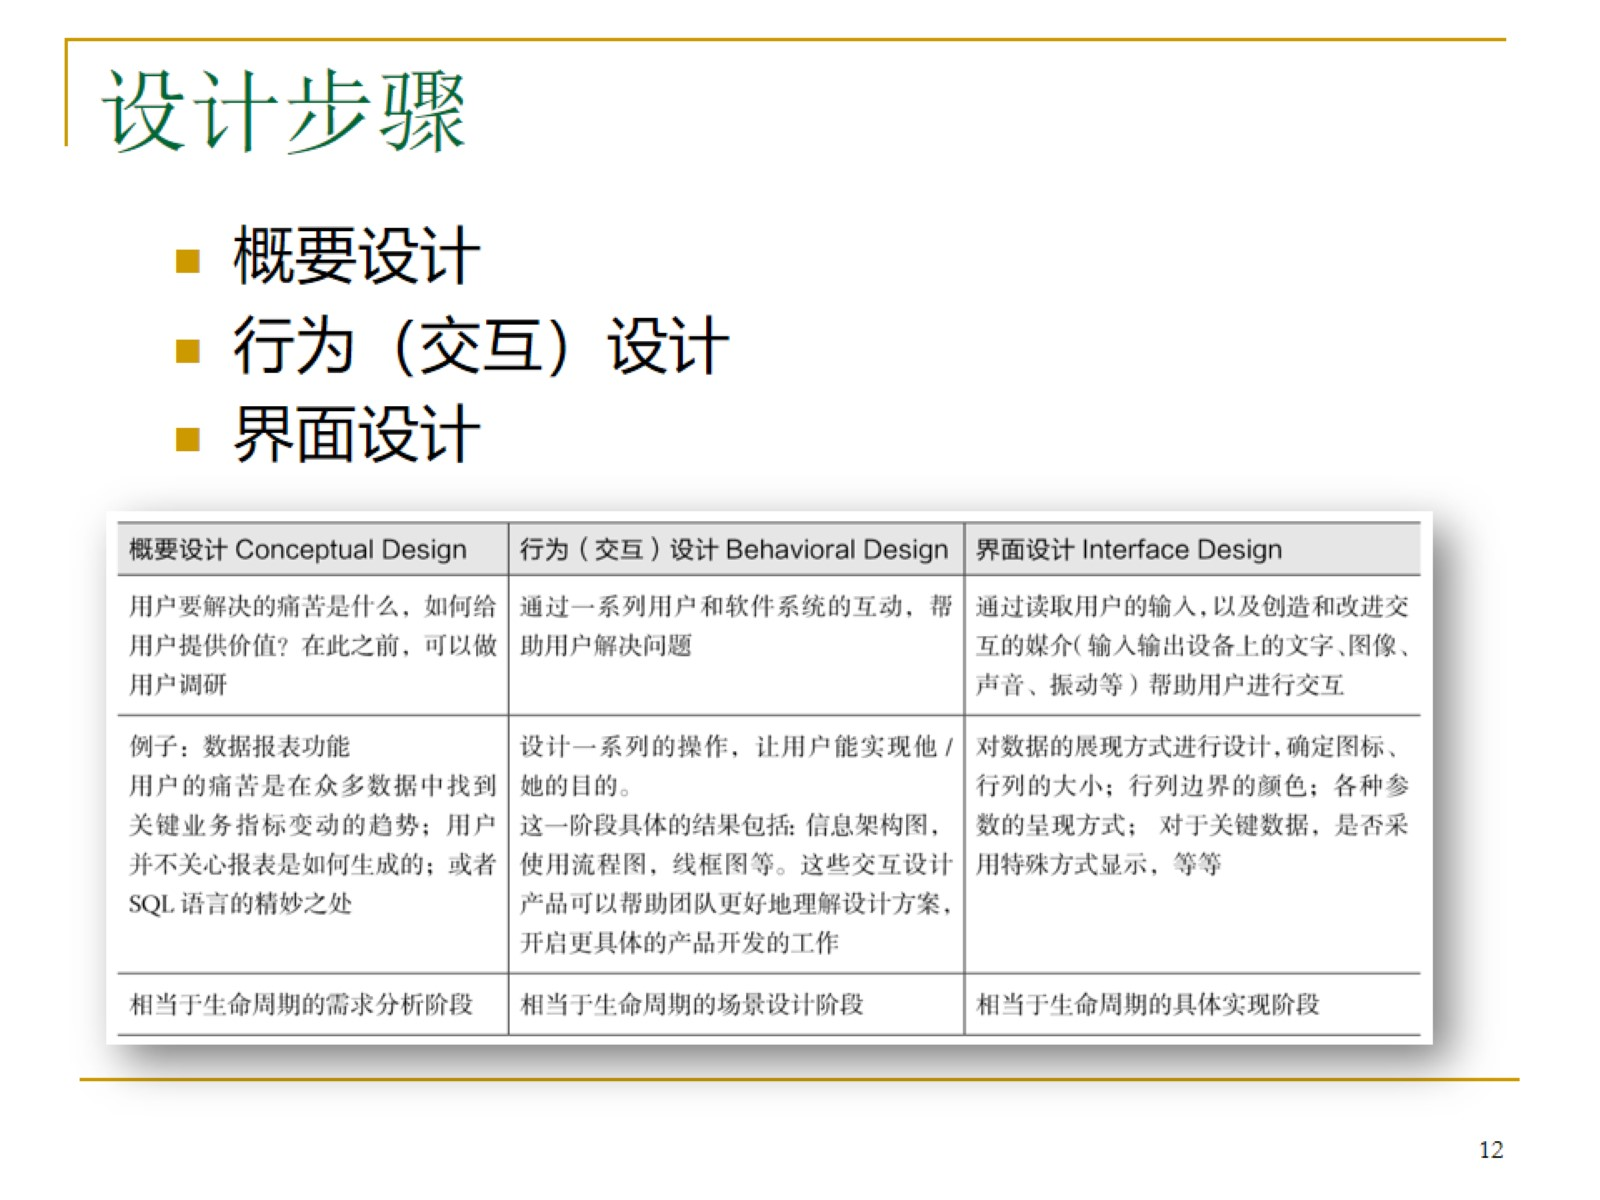 设计步骤
概要设计
行为（交互）设计
界面设计
概要设计 Conceptual Design
行为（交互）设计 Behavioral Design
界面设计 Interface Design
用户要解决的痛苦是什么，如何给
用户提供价值？在此之前，可以做
用户调研
通过一系列用户和软件系统的互动，帮
助用户解决问题
通过读取用户的输入，以及创造和改进交
互的媒介（输入输出设备上的文字、图像、
声音、振动等）帮助用户进行交互
例子：数据报表功能
用户的痛苦是在众多数据中找到
关键业务指标变动的趋势；用户
并不关心报表是如何生成的；或者
SQL 语言的精妙之处
设计一系列的操作，让用户能实现他 /
她的目的。
这一阶段具体的结果包括：信息架构图，
使用流程图，线框图等。这些交互设计
产品可以帮助团队更好地理解设计方案，
开启更具体的产品开发的工作
对数据的展现方式进行设计，确定图标、
行列的大小；行列边界的颜色；各种参
数的呈现方式； 对于关键数据，是否采
用特殊方式显示，等等
相当于生命周期的需求分析阶段
相当于生命周期的场景设计阶段
相当于生命周期的具体实现阶段
12